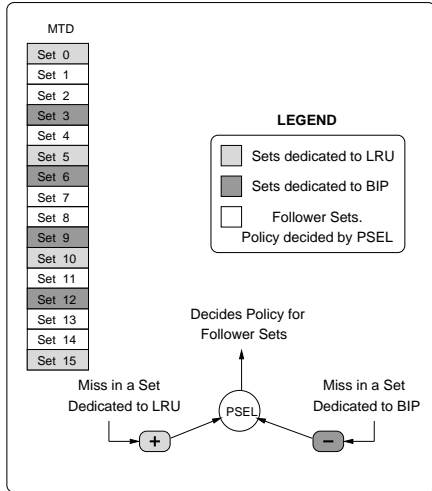 MTD
Set 0
Set 1
Set 2
Set 3
Set 4
Set 5
Set 6
Set 7
Set 8
Set 9
Set 10
Set 11
Set 12
Set 13
Set 14
Set 15
LEGEND
Sets dedicated to LRU
Sets dedicated to BIP
Follower Sets.
Policy decided by PSEL
Decides Policy for
Follower Sets
Miss in a Set
Dedicated to LRU
PSEL
Miss in a Set
Dedicated to BIP
+
−